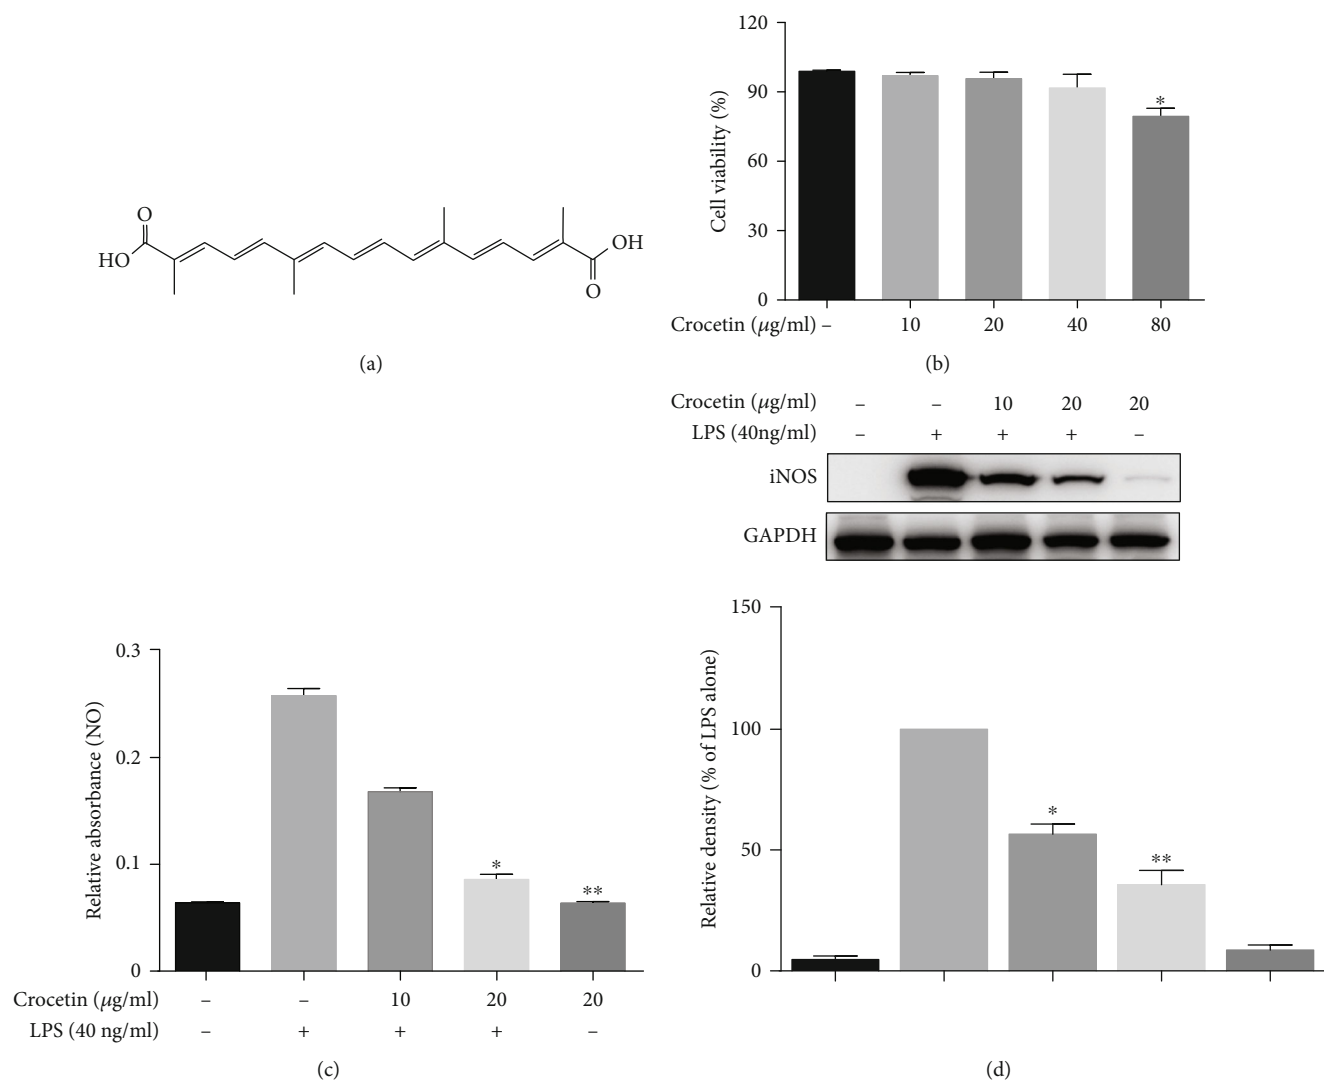 O
HO
OH
O
(a)
120
90
60
30
0
Cell viability (%)
*
Crocetin (μg/ml) – 10 20 40 80
(b)
Crocetin (μg/ml) – – 10 20 20
LPS (40ng/ml) – + + + –
iNOS
GAPDH
0.3
0.2
0.1
0
Relative absorbance (NO)
*
**
Crocetin (μg/ml) – – 10 20 20
LPS (40 ng/ml) – + + + –
(c)
150
100
50
0
Relative density (% of LPS alone)
*
**
(d)